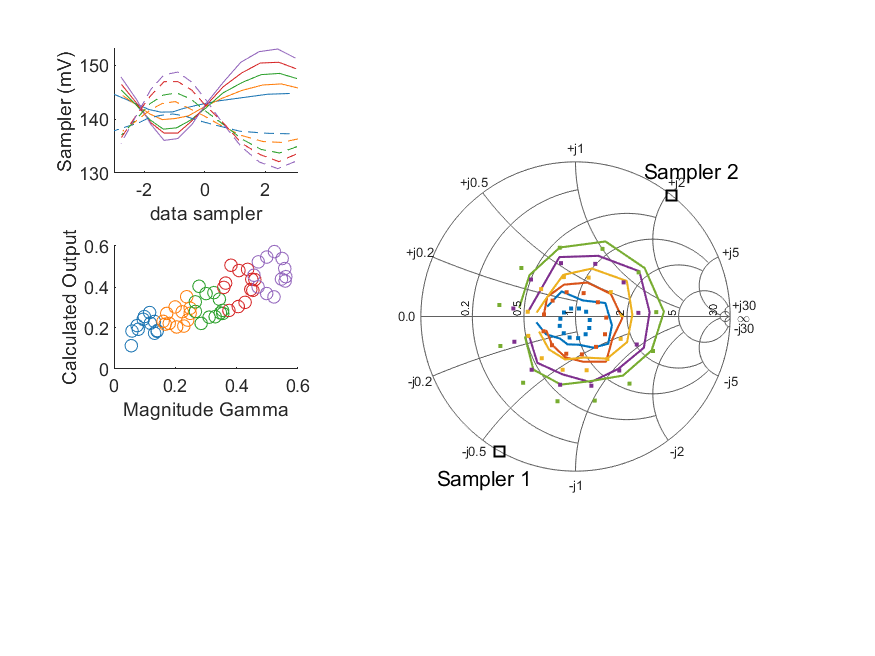 150
140
130
Sampler (mV)
-2
0
2
data sampler
0.6
0.4
0.2
0
Calculated Output
0
0.2
0.4
0.6
Magnitude Gamma
+j1
Sampler 2
+j2
+j0.5
+j0.2
+j5
0.0
0.2
0.5
1
2
5
30
+j30
∞
-j30
-j0.2
-j5
-j0.5
-j2
Sampler 1
-j1